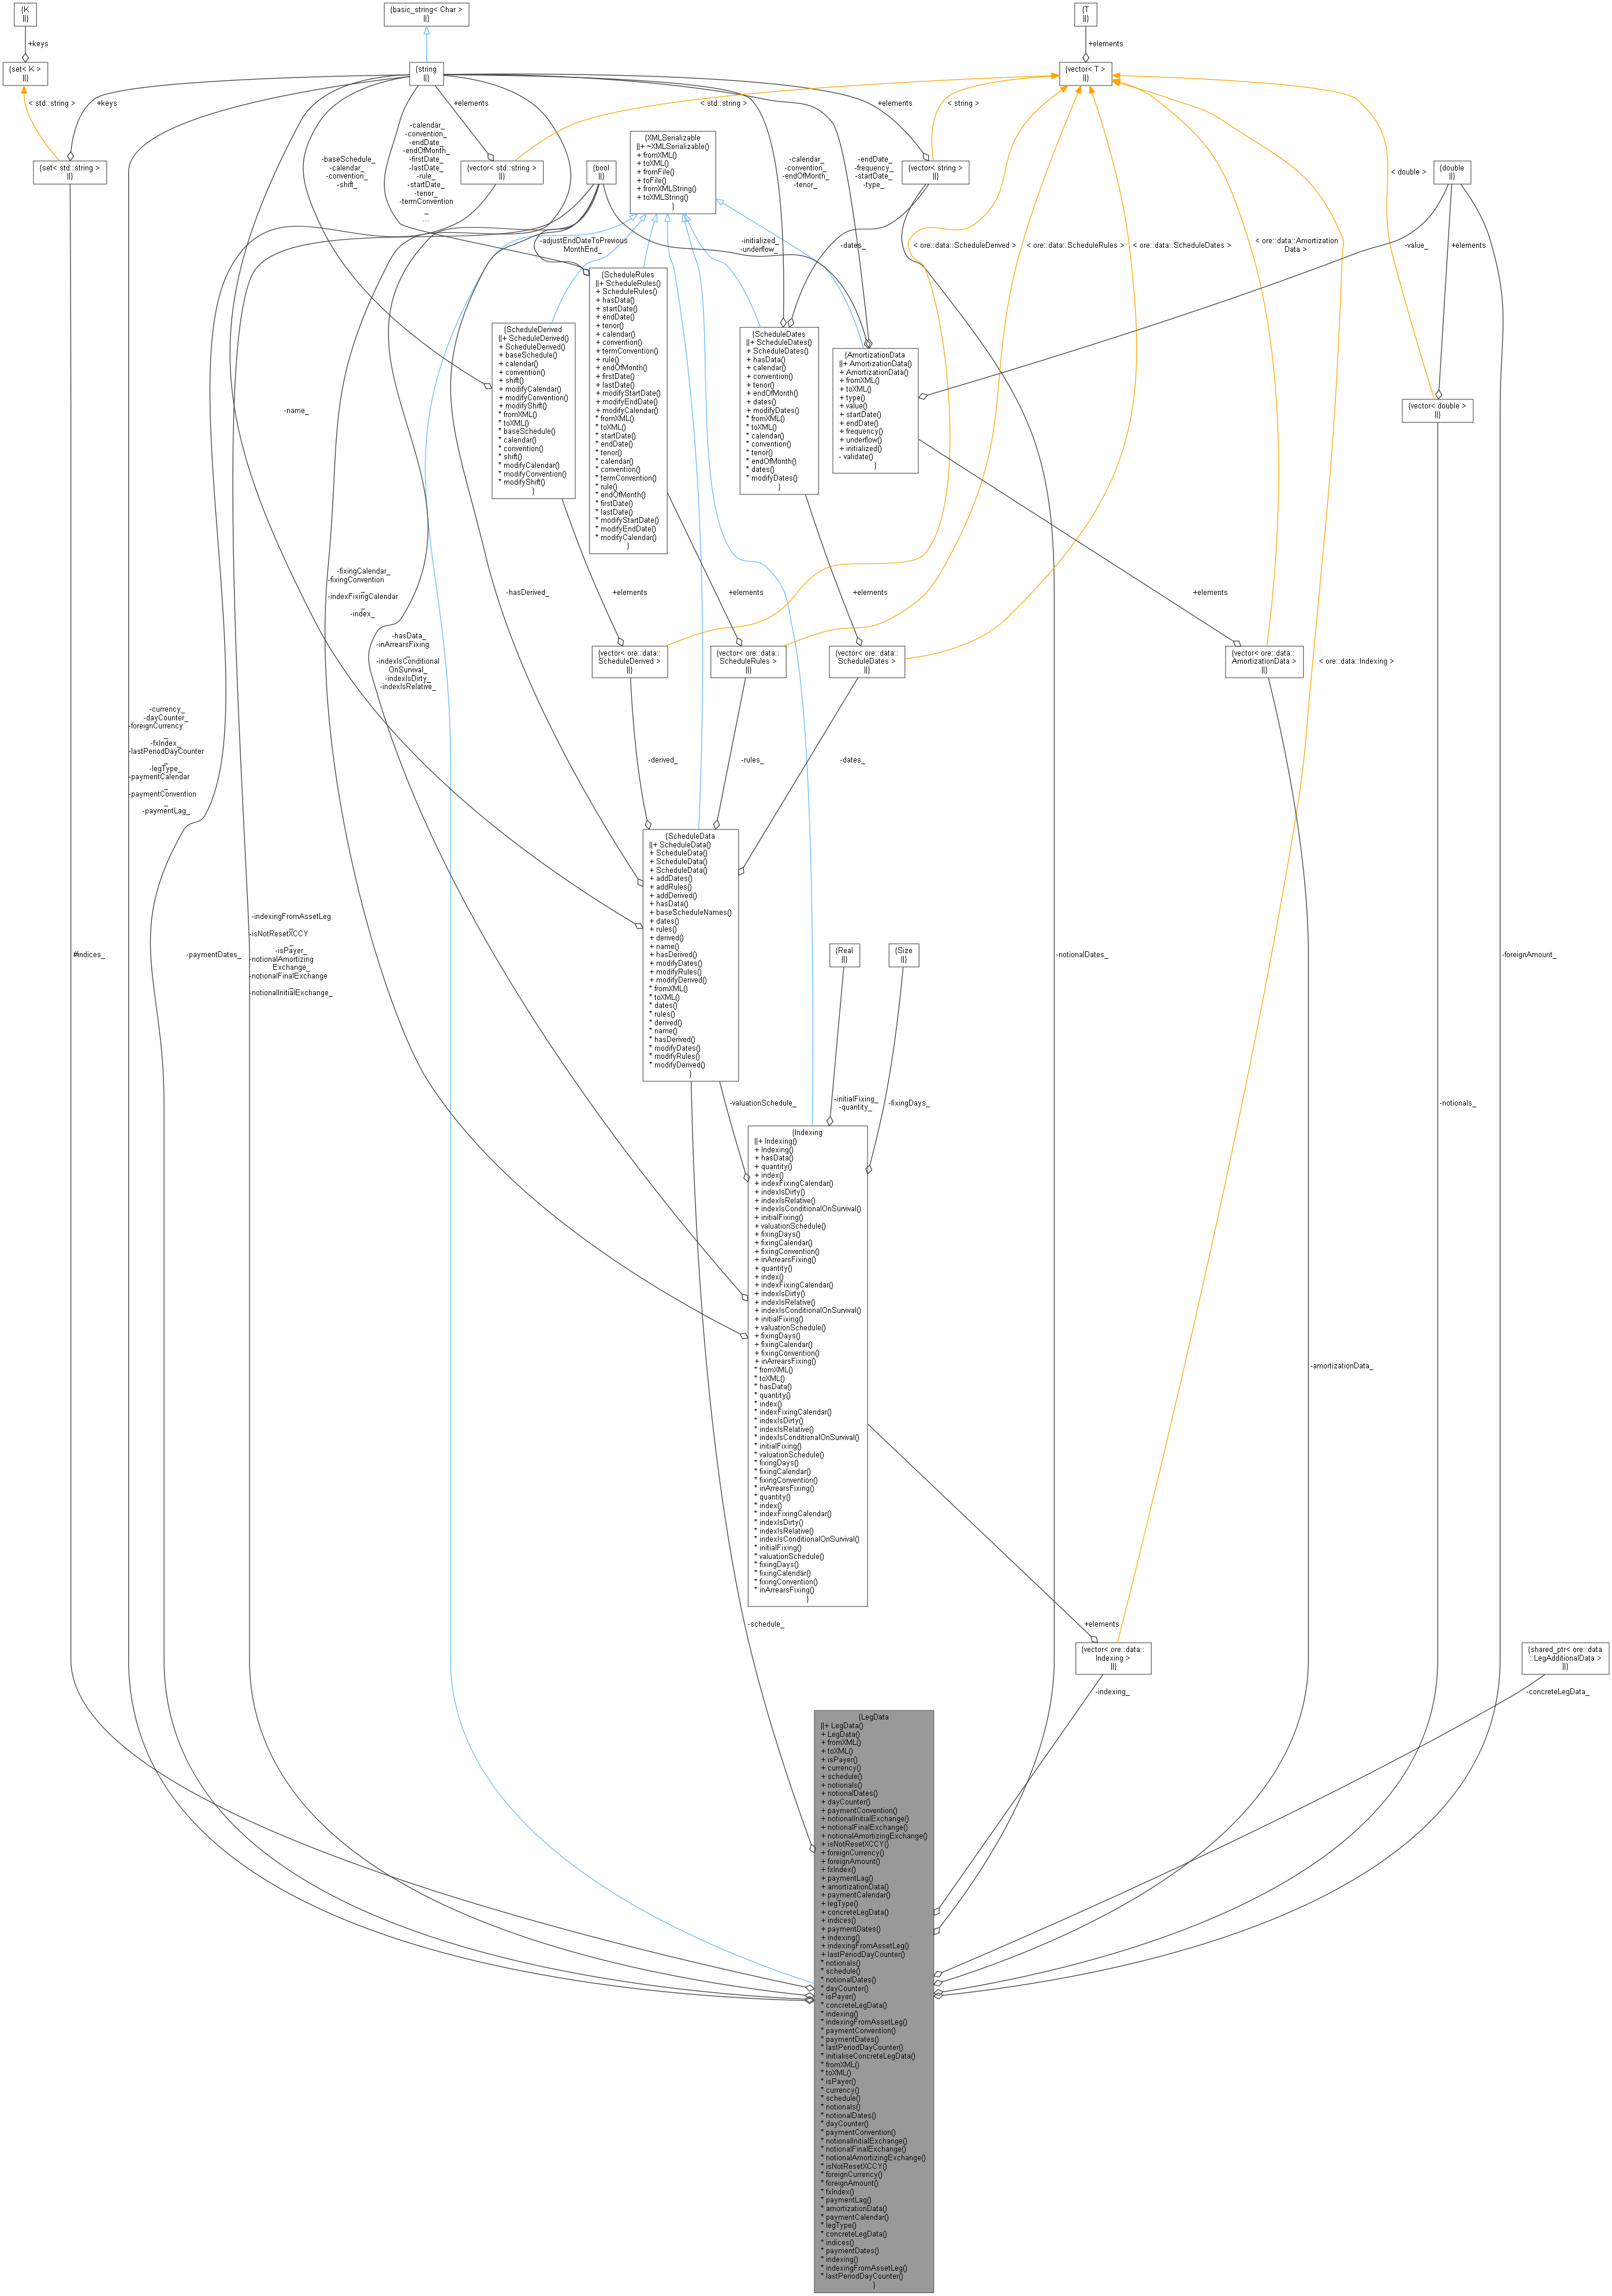 {K
||}
{basic_string< Char >
||}
{T
||}
+keys
+elements
{set< K >
||}
{string
||}
{vector< T >
||}
< std::string >
+keys
+elements
< std::string >
+elements
< string >
-calendar_
-convention_
-endDate_
-endOfMonth_
-firstDate_
-lastDate_
-rule_
-startDate_
-tenor_
-termConvention
_
...
-baseSchedule_
-calendar_
-convention_
-shift_
{XMLSerializable
||+ ~XMLSerializable()
+ fromXML()
+ toXML()
+ fromFile()
+ toFile()
+ fromXMLString()
+ toXMLString()
}
-calendar_
-convention_
-endOfMonth_
-tenor_
-endDate_
-frequency_
-startDate_
-type_
{set< std::string >
||}
{vector< std::string >
||}
{bool
||}
{vector< string >
||}
< double >
{double
||}
-adjustEndDateToPrevious
MonthEnd_
-initialized_
-underflow_
-dates_
< ore::data::ScheduleDerived >
< ore::data::ScheduleRules >
< ore::data::ScheduleDates >
< ore::data::Amortization
Data >
-value_
+elements
{ScheduleRules
||+ ScheduleRules()
+ ScheduleRules()
+ hasData()
+ startDate()
+ endDate()
+ tenor()
+ calendar()
+ convention()
+ termConvention()
+ rule()
+ endOfMonth()
+ firstDate()
+ lastDate()
+ modifyStartDate()
+ modifyEndDate()
+ modifyCalendar()
* fromXML()
* toXML()
* startDate()
* endDate()
* tenor()
* calendar()
* convention()
* termConvention()
* rule()
* endOfMonth()
* firstDate()
* lastDate()
* modifyStartDate()
* modifyEndDate()
* modifyCalendar()
}
{ScheduleDerived
||+ ScheduleDerived()
+ ScheduleDerived()
+ baseSchedule()
+ calendar()
+ convention()
+ shift()
+ modifyCalendar()
+ modifyConvention()
+ modifyShift()
* fromXML()
* toXML()
* baseSchedule()
* calendar()
* convention()
* shift()
* modifyCalendar()
* modifyConvention()
* modifyShift()
}
{ScheduleDates
||+ ScheduleDates()
+ ScheduleDates()
+ hasData()
+ calendar()
+ convention()
+ tenor()
+ endOfMonth()
+ dates()
+ modifyDates()
* fromXML()
* toXML()
* calendar()
* convention()
* tenor()
* endOfMonth()
* dates()
* modifyDates()
}
{AmortizationData
||+ AmortizationData()
+ AmortizationData()
+ fromXML()
+ toXML()
+ type()
+ value()
+ startDate()
+ endDate()
+ frequency()
+ underflow()
+ initialized()
- validate()
}
{vector< double >
||}
-name_
-fixingCalendar_
-fixingConvention
_
-indexFixingCalendar
_
-index_
-hasDerived_
+elements
+elements
+elements
+elements
-hasData_
-inArrearsFixing
_
-indexIsConditional
OnSurvival_
-indexIsDirty_
-indexIsRelative_
{vector< ore::data::
ScheduleDerived >
||}
{vector< ore::data::
ScheduleRules >
||}
{vector< ore::data::
ScheduleDates >
||}
{vector< ore::data::
AmortizationData >
||}
< ore::data::Indexing >
-currency_
-dayCounter_
-foreignCurrency
_
-fxIndex_
-lastPeriodDayCounter
_
-legType_
-paymentCalendar
_
-paymentConvention
_
-paymentLag_
-derived_
-rules_
-dates_
{ScheduleData
||+ ScheduleData()
+ ScheduleData()
+ ScheduleData()
+ ScheduleData()
+ addDates()
+ addRules()
+ addDerived()
+ hasData()
+ baseScheduleNames()
+ dates()
+ rules()
+ derived()
+ name()
+ hasDerived()
+ modifyDates()
+ modifyRules()
+ modifyDerived()
* fromXML()
* toXML()
* dates()
* rules()
* derived()
* name()
* hasDerived()
* modifyDates()
* modifyRules()
* modifyDerived()
}
#indices_
-paymentDates_
-indexingFromAssetLeg
_
-isNotResetXCCY
_
-isPayer_
-notionalAmortizing
Exchange_
-notionalFinalExchange
_
-notionalInitialExchange_
{Real
||}
{Size
||}
-notionalDates_
-foreignAmount_
-valuationSchedule_
-initialFixing_
-quantity_
-fixingDays_
-notionals_
{Indexing
||+ Indexing()
+ Indexing()
+ hasData()
+ quantity()
+ index()
+ indexFixingCalendar()
+ indexIsDirty()
+ indexIsRelative()
+ indexIsConditionalOnSurvival()
+ initialFixing()
+ valuationSchedule()
+ fixingDays()
+ fixingCalendar()
+ fixingConvention()
+ inArrearsFixing()
+ quantity()
+ index()
+ indexFixingCalendar()
+ indexIsDirty()
+ indexIsRelative()
+ indexIsConditionalOnSurvival()
+ initialFixing()
+ valuationSchedule()
+ fixingDays()
+ fixingCalendar()
+ fixingConvention()
+ inArrearsFixing()
* fromXML()
* toXML()
* hasData()
* quantity()
* index()
* indexFixingCalendar()
* indexIsDirty()
* indexIsRelative()
* indexIsConditionalOnSurvival()
* initialFixing()
* valuationSchedule()
* fixingDays()
* fixingCalendar()
* fixingConvention()
* inArrearsFixing()
* quantity()
* index()
* indexFixingCalendar()
* indexIsDirty()
* indexIsRelative()
* indexIsConditionalOnSurvival()
* initialFixing()
* valuationSchedule()
* fixingDays()
* fixingCalendar()
* fixingConvention()
* inArrearsFixing()
}
-amortizationData_
-schedule_
+elements
{vector< ore::data::
Indexing >
||}
{shared_ptr< ore::data
::LegAdditionalData >
||}
-indexing_
-concreteLegData_
{LegData
||+ LegData()
+ LegData()
+ fromXML()
+ toXML()
+ isPayer()
+ currency()
+ schedule()
+ notionals()
+ notionalDates()
+ dayCounter()
+ paymentConvention()
+ notionalInitialExchange()
+ notionalFinalExchange()
+ notionalAmortizingExchange()
+ isNotResetXCCY()
+ foreignCurrency()
+ foreignAmount()
+ fxIndex()
+ paymentLag()
+ amortizationData()
+ paymentCalendar()
+ legType()
+ concreteLegData()
+ indices()
+ paymentDates()
+ indexing()
+ indexingFromAssetLeg()
+ lastPeriodDayCounter()
* notionals()
* schedule()
* notionalDates()
* dayCounter()
* isPayer()
* concreteLegData()
* indexing()
* indexingFromAssetLeg()
* paymentConvention()
* paymentDates()
* lastPeriodDayCounter()
* initialiseConcreteLegData()
* fromXML()
* toXML()
* isPayer()
* currency()
* schedule()
* notionals()
* notionalDates()
* dayCounter()
* paymentConvention()
* notionalInitialExchange()
* notionalFinalExchange()
* notionalAmortizingExchange()
* isNotResetXCCY()
* foreignCurrency()
* foreignAmount()
* fxIndex()
* paymentLag()
* amortizationData()
* paymentCalendar()
* legType()
* concreteLegData()
* indices()
* paymentDates()
* indexing()
* indexingFromAssetLeg()
* lastPeriodDayCounter()
}